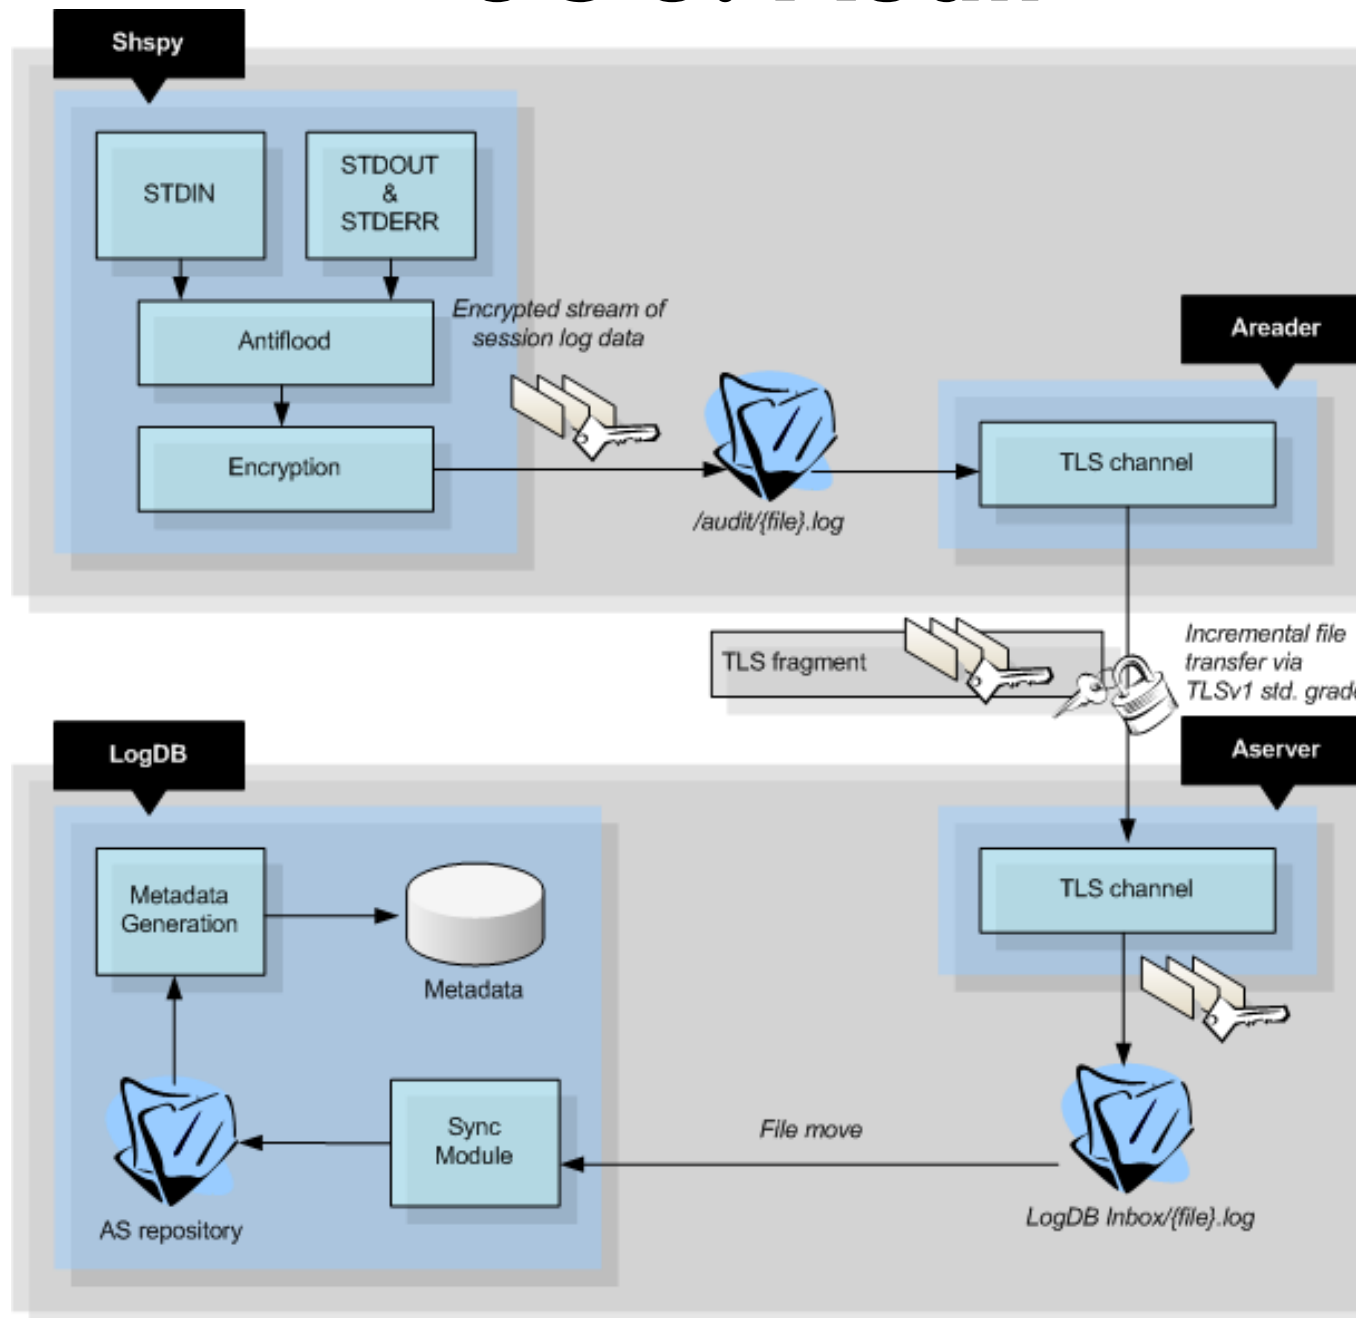 Shspy
STDIN
STDOUT
&
STDERR
Antiflood
Encryption
Encrypted stream of
session log data
/audit/{file}.log
Areader
TLS channel
TLS fragment
Incremental file
transfer via
TLSv1 std. grade
Aserver
TLS channel
LogDB
Metadata
Generation
Metadata
Sync
Module
AS repository
File move
LogDB Inbox/{file}.log